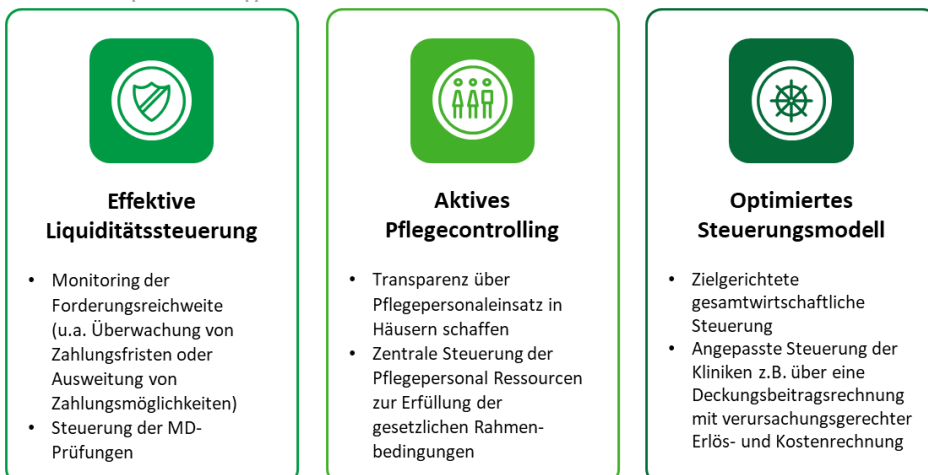 Effektive
Liquiditätssteuerung
• Monitoring der
Forderungsreichweite
(u.a. Überwachung von
Zahlungsfristen oder
Ausweitung von
Zahlungsmöglichkeiten)
• Steuerung der MD-
Prüfungen
Aktives
Pflegecontrolling
• Transparenz über
Pflegepersonaleinsatz in
Häusern schaffen
• Zentrale Steuerung der
Pflegepersonal Ressourcen
zur Erfüllung der
gesetzlichen Rahmen-
bedingungen
Optimiertes
Steuerungsmodell
• Zielgerichtete
gesamtwirtschaftliche
Steuerung
• Angepasste Steuerung der
Kliniken z.B. über eine
Deckungsbeitragsrechnung
mit verursachungsgerechter
Erlös- und Kostenrechnung